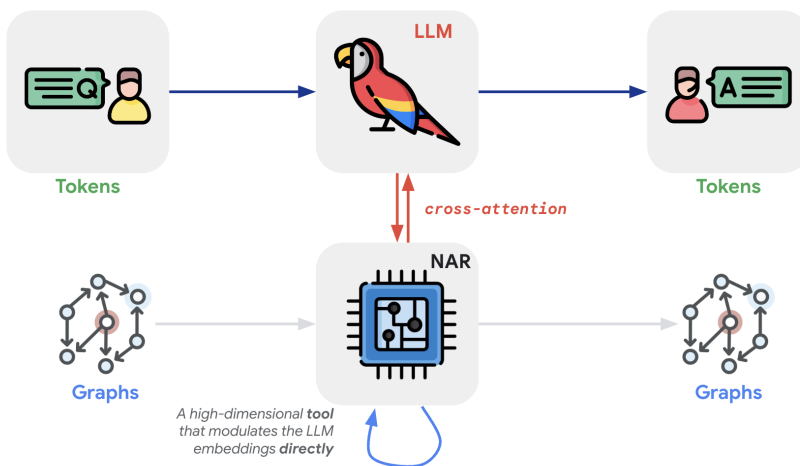 LLM
Q
A
Tokens
Tokens
cross-attention
NAR
Graphs
Graphs
A high-dimensional tool
that modulates the LLM
embeddings directly